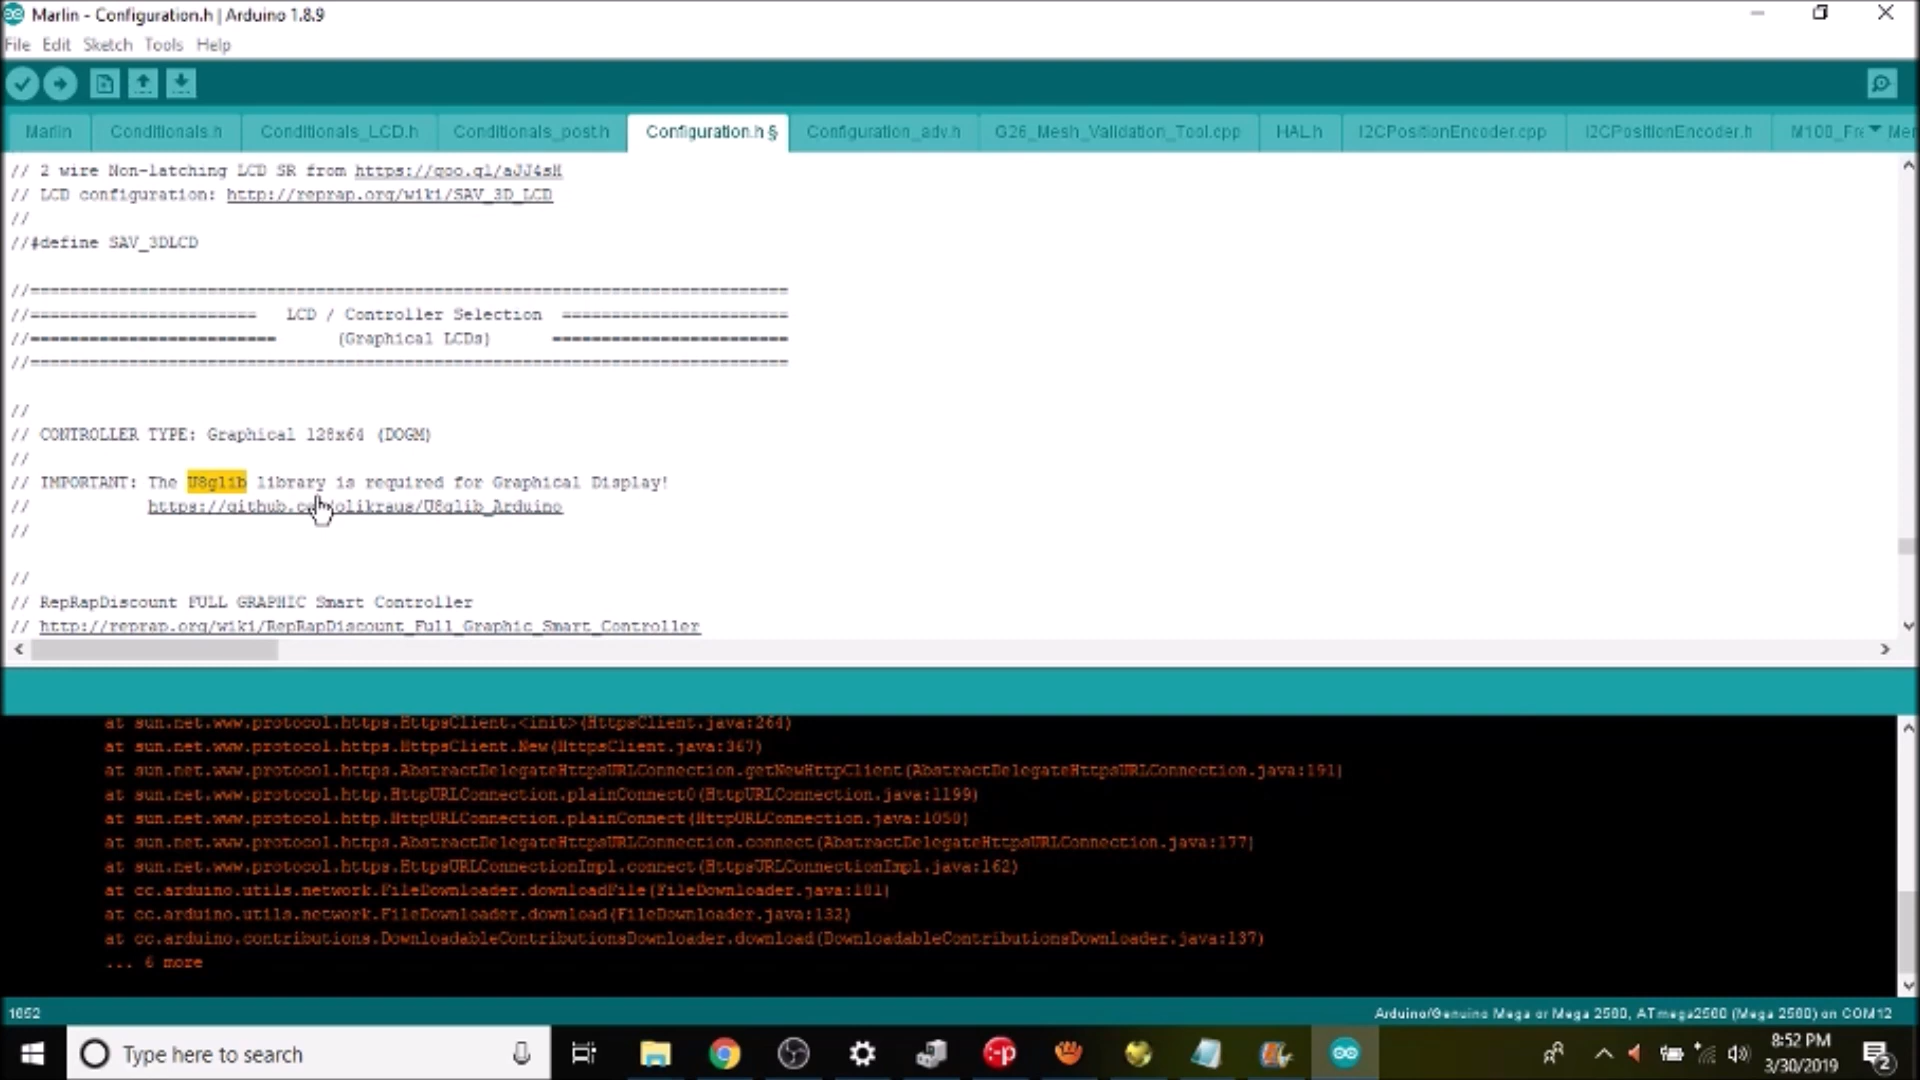 Marlin - Configuration.h | Arduino 1.8.9
File Edit Sketch Tools Help
Marlin Conditionals.h Conditionals_LCD.h Conditionals_post.h Configuration.h § Configuration_adv.h G26_Mesh_Validation_Tool.cpp HAL.h I2CPositionEncoder.cpp I2CPositionEncoder.h
// 2 wire Non-latching LCD SR from https://goo.gl/aJJ4sH
// LCD configuration: http://reprap.org/wiki/SAV_3D_LCD
//
//#define SAV_3DLCD
//=============================================================================
//======================= LCD / Controller Selection =======================
//========================= (Graphical LCDs) ========================
//=============================================================================
//
// CONTROLLER TYPE: Graphical 128x64 (DOGM)
//
// IMPORTANT: The U8glib library is required for Graphical Display!
// https://github.co olikraus/U8glib_Arduino
//
//
// RepRapDiscount FULL GRAPHIC Smart Controller
// http://reprap.org/wiki/RepRapDiscount_Full_Graphic_Smart_Controller
at sun.net.www.protocol.https.HttpsClient.<init>(HttpsClient.java:264)
at sun.net.www.protocol.https.HttpsClient.New(HttpsClient.java:367)
at sun.net.www.protocol.https.AbstractDelegateHttpsURLConnection.getNewHttpClient(AbstractDelegateHttpsURLConnection.java:191)
at sun.net.www.protocol.http.HttpURLConnection.plainConnect0(HttpURLConnection.java:1199)
at sun.net.www.protocol.http.HttpURLConnection.plainConnect(HttpURLConnection.java:1050)
at sun.net.www.protocol.https.AbstractDelegateHttpsURLConnection.connect(AbstractDelegateHttpsURLConnection.java:177)
at sun.net.www.protocol.https.HttpsURLConnectionImpl.connect(HttpsURLConnectionImpl.java:162)
at cc.arduino.utils.network.FileDownloader.downloadFile(FileDownloader.java:181)
at cc.arduino.utils.network.FileDownloader.download(FileDownloader.java:132)
at cc.arduino.contributions.DownloadableContributionsDownloader.download(DownloadableContributionsDownloader.java:137)
... 6 more
1652 Arduino/Genuino Mega or Mega 2560, ATmega2560 (Mega 2560) on COM12
Type here to search
8:52 PM
3/30/2019
2